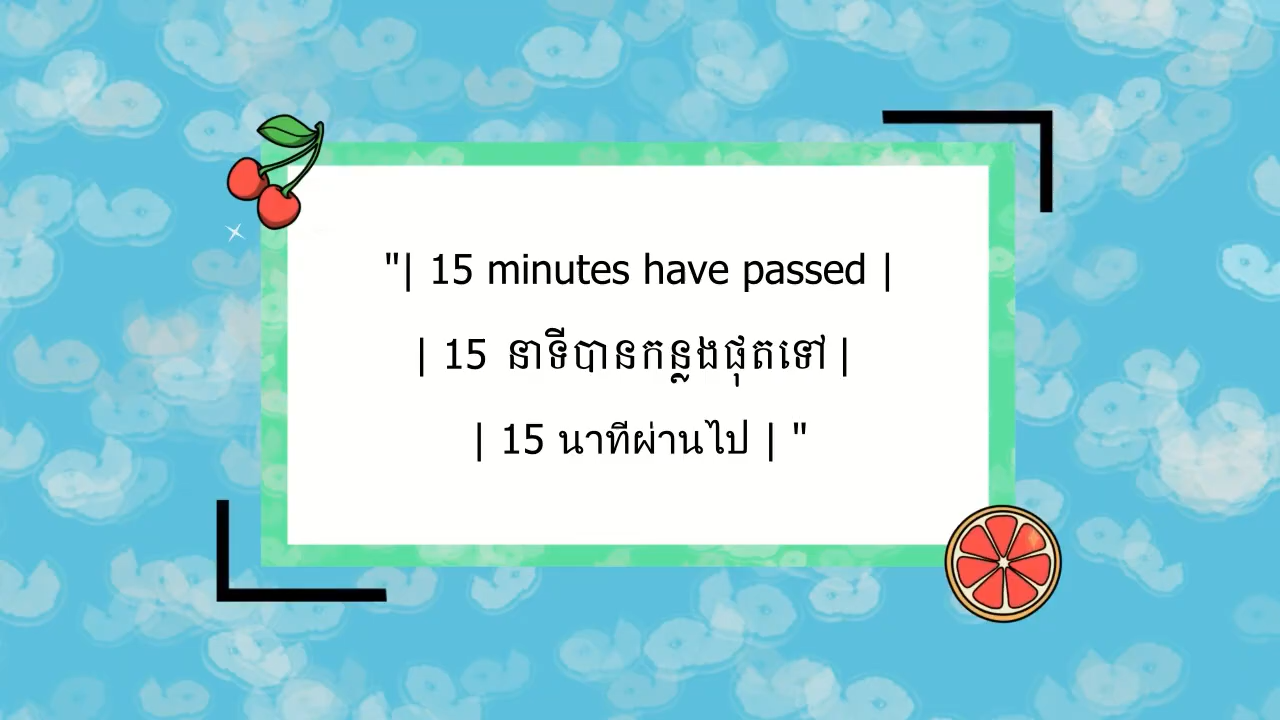 "| 15 minutes have passed |
| 15 នាទីបានកន្លងផុតទៅ |
| 15 นาทีผ่านไป | "